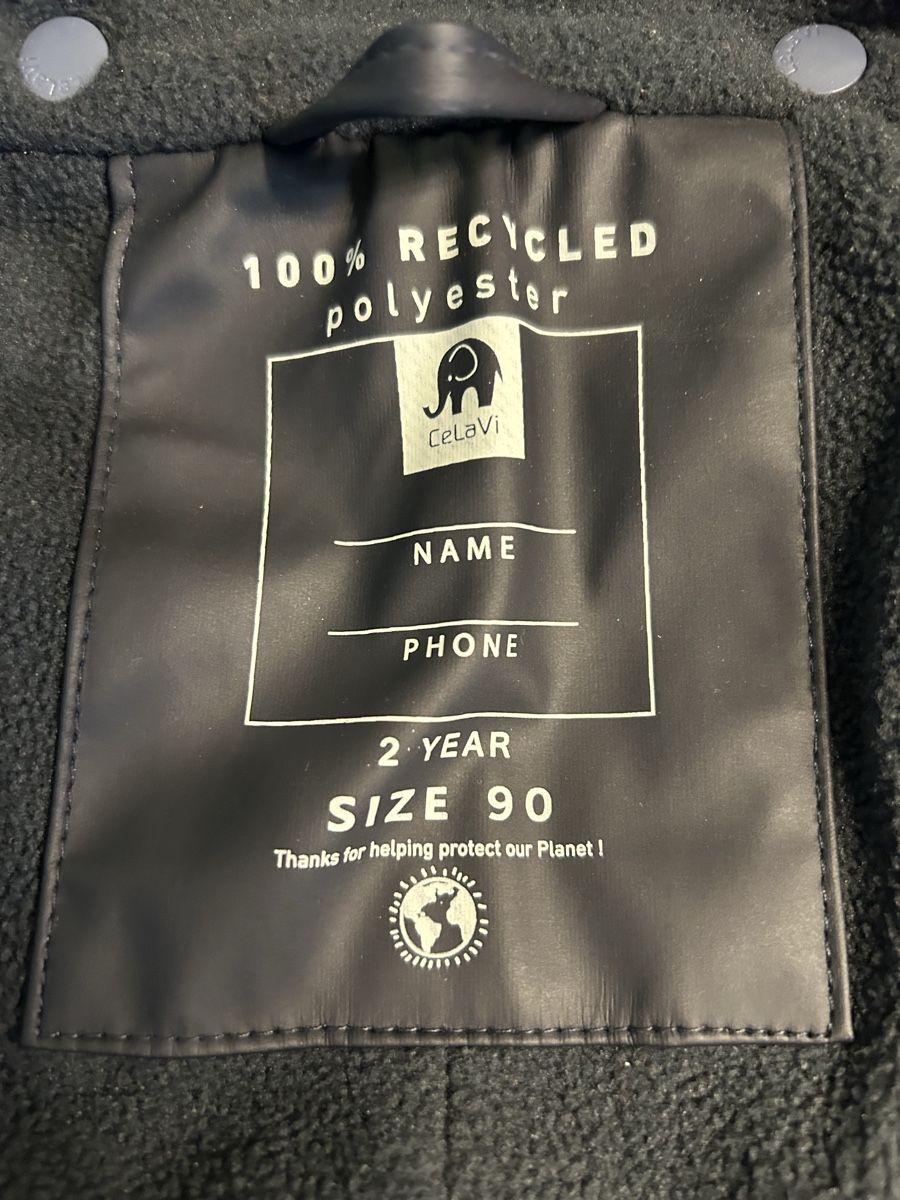 100% RECYCLED
polyester
CeLaVi
NAME
PHONE
2 YEAR
SIZE 90
Thanks for helping protect our Planet !